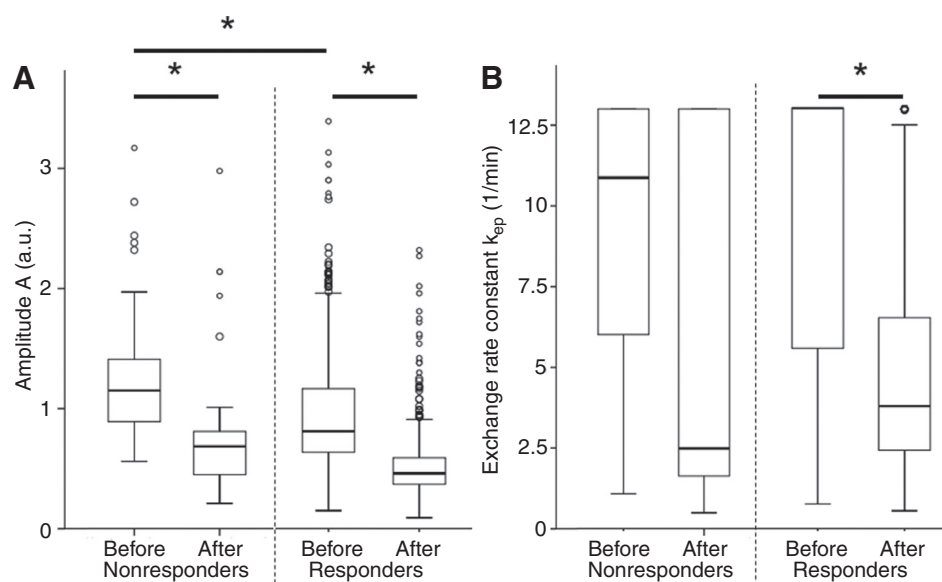 *
A
*
*
Amplitude A (a.u.)
3
2
1
0
Before
After
Before
After
Nonresponders
Responders
B
*
Exchange rate constant kep (1/min)
12.5
10
7.5
5
2.5
0
Before
After
Before
After
Nonresponders
Responders